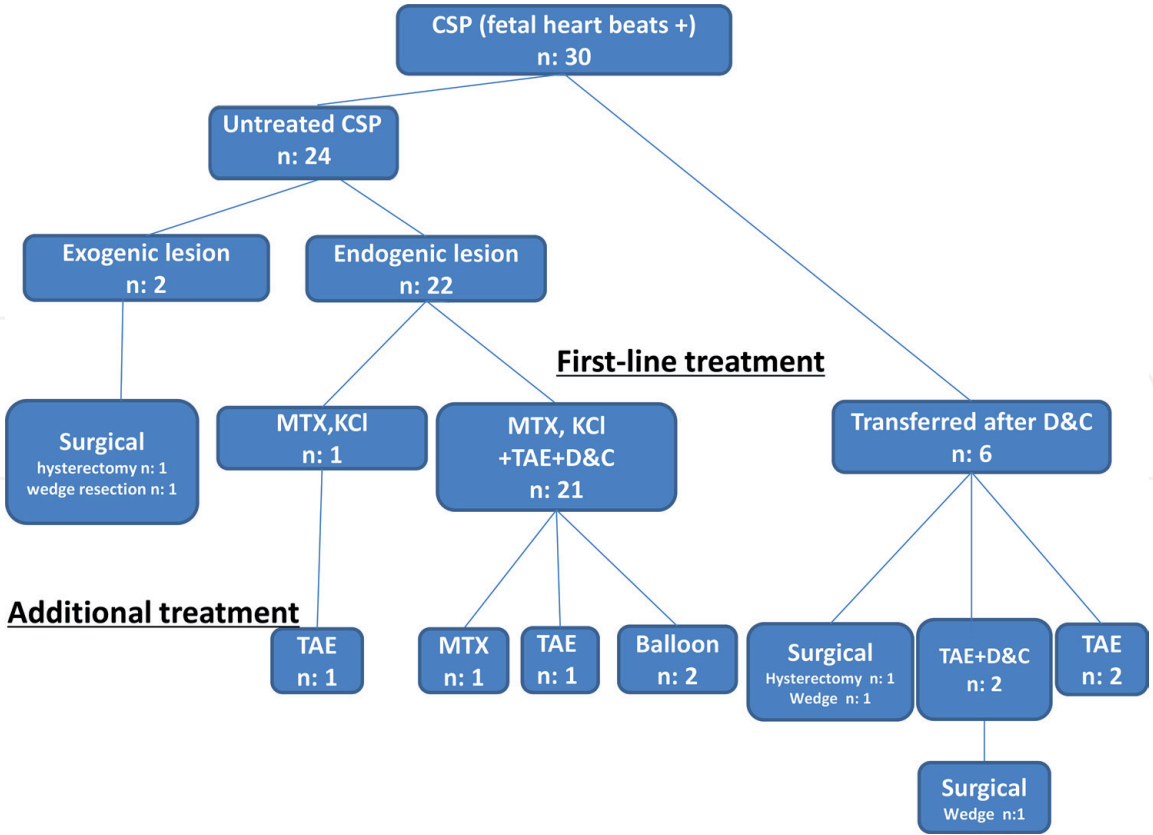 CSP (fetal heart beats +)
n: 30
Untreated CSP
n: 24
Exogenic lesion
n: 2
Endogenic lesion
n: 22
First-line treatment
Surgical
hysterectomy n: 1
wedge resection n: 1
MTX,KCl
n: 1
MTX, KCl
+TAE+D&C
n: 21
Transferred after D&C
n: 6
Additional treatment
TAE
n: 1
MTX
n: 1
TAE
n: 1
Balloon
n: 2
Surgical
Hysterectomy n: 1
Wedge n: 1
TAE+D&C
n: 2
TAE
n: 2
Surgical
Wedge n:1